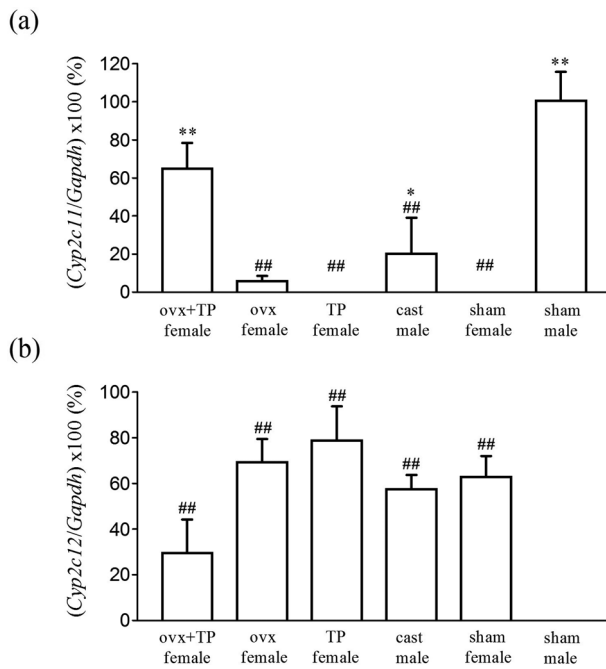 (a)
(Cyp2c11/Gapdh) x100 (%)
120
100
80
60
40
20
0
**
##
##
*
##
##
**
ovx+TP female
ovx female
TP female
cast male
sham female
sham male
(b)
(Cyp2c12/Gapdh) x100 (%)
100
80
60
40
20
0
##
##
##
##
##
ovx+TP female
ovx female
TP female
cast male
sham female
sham male